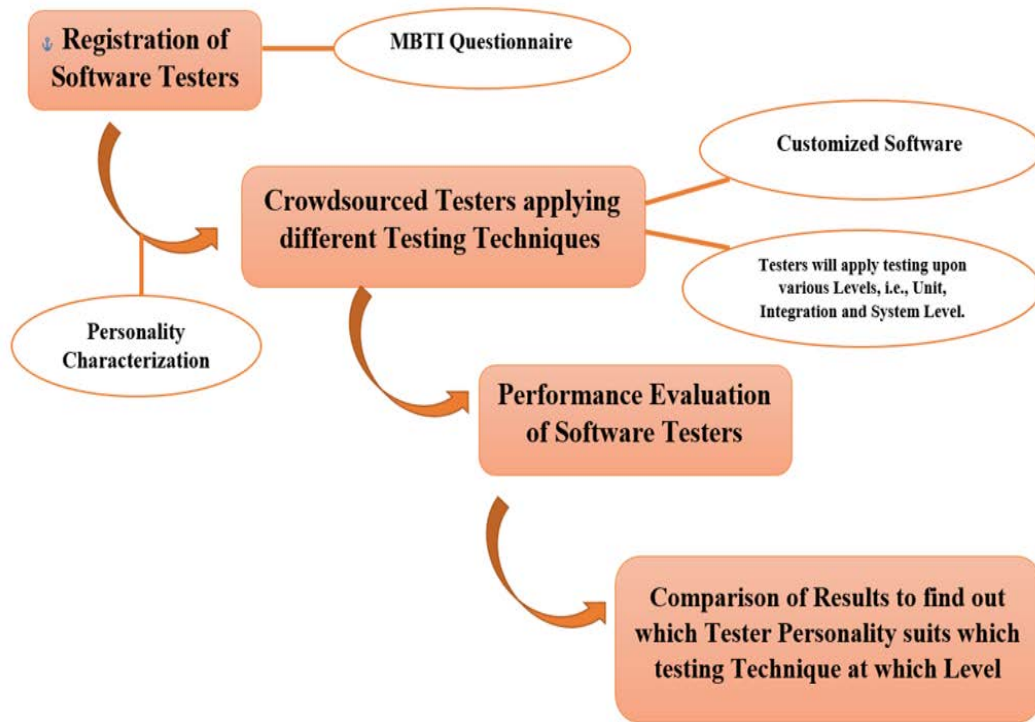 Registration of
Software Testers
MBTI Questionnaire
Customized Software
Crowdsourced Testers applying
different Testing Techniques
Testers will apply testing upon
various Levels, i.e., Unit,
Integration and System Level.
Personality
Characterization
Performance Evaluation
of Software Testers
Comparison of Results to find out
which Tester Personality suits which
testing Technique at which Level